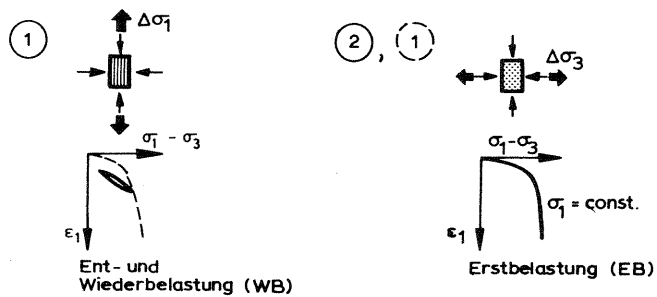 1
Δσ1
σ1 - σ3
ε1
Ent- und
Wiederbelastung (WB)
2 , 1
Δσ3
σ1-σ3
σ1 = const.
ε1
Erstbelastung (EB)